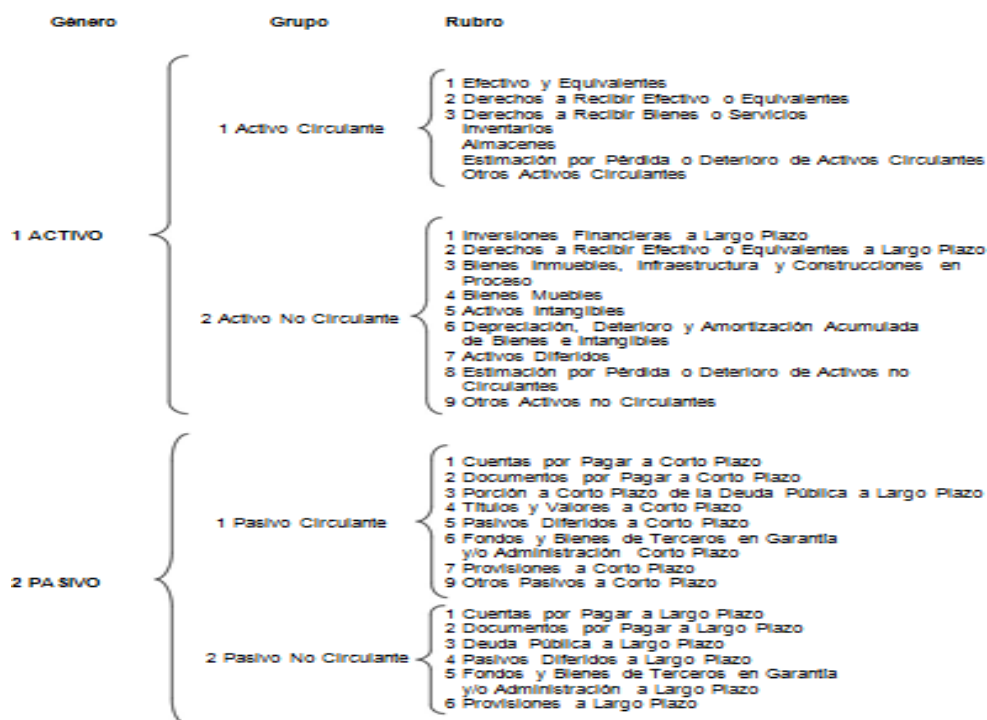 Género Grupo Rubro
1 Efectivo y Equivalentes
2 Derechos a Recibir Efectivo o Equivalentes
3 Derechos a Recibir Bienes o Servicios
1 Activo Circulante
Inventarios
Almacenes
Estimación por Pérdida o Deterioro de Activos Circulantes
Otros Activos Circulantes
1 ACTIVO
1 Inversiones Financieras a Largo Plazo
2 Derechos a Recibir Efectivo o Equivalentes a Largo Plazo
3 Bienes Inmuebles, Infraestructura y Construcciones en
Proceso
4 Bienes Muebles
5 Activos Intangibles
2 Activo No Circulante
6 Depreciación, Deterioro y Amortización Acumulada
de Bienes e Intangibles
7 Activos Diferidos
8 Estimación por Pérdida o Deterioro de Activos no
Circulantes
9 Otros Activos no Circulantes
1 Cuentas por Pagar a Corto Plazo
2 Documentos por Pagar a Corto Plazo
3 Porción a Corto Plazo de la Deuda Pública a Largo Plazo
4 Títulos y Valores a Corto Plazo
1 Pasivo Circulante
5 Pasivos Diferidos a Corto Plazo
6 Fondos y Bienes de Terceros en Garantía
y/o Administración Corto Plazo
7 Provisiones a Corto Plazo
9 Otros Pasivos a Corto Plazo
2 PASIVO
1 Cuentas por Pagar a Largo Plazo
2 Documentos por Pagar a Largo Plazo
3 Deuda Pública a Largo Plazo
2 Pasivo No Circulante
4 Pasivos Diferidos a Largo Plazo
5 Fondos y Bienes de Terceros en Garantía
y/o Administración a Largo Plazo
6 Provisiones a Largo Plazo